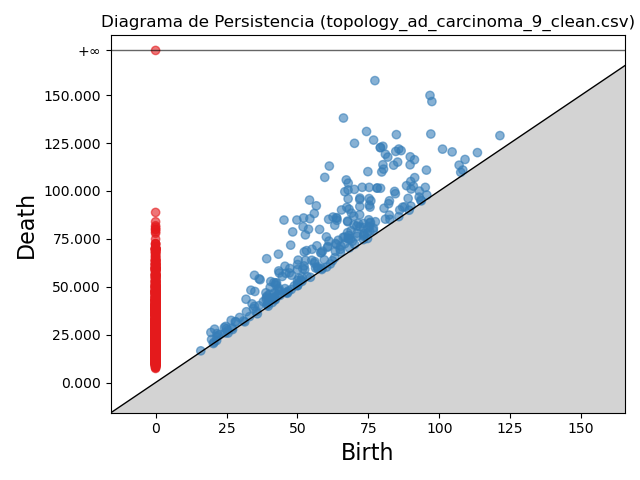 Diagrama de Persistencia (topology_ad_carcinoma_9_clean.csv)
+∞
150.000
125.000
100.000
75.000
50.000
25.000
0.000
Death
0 25 50 75 100 125 150
Birth